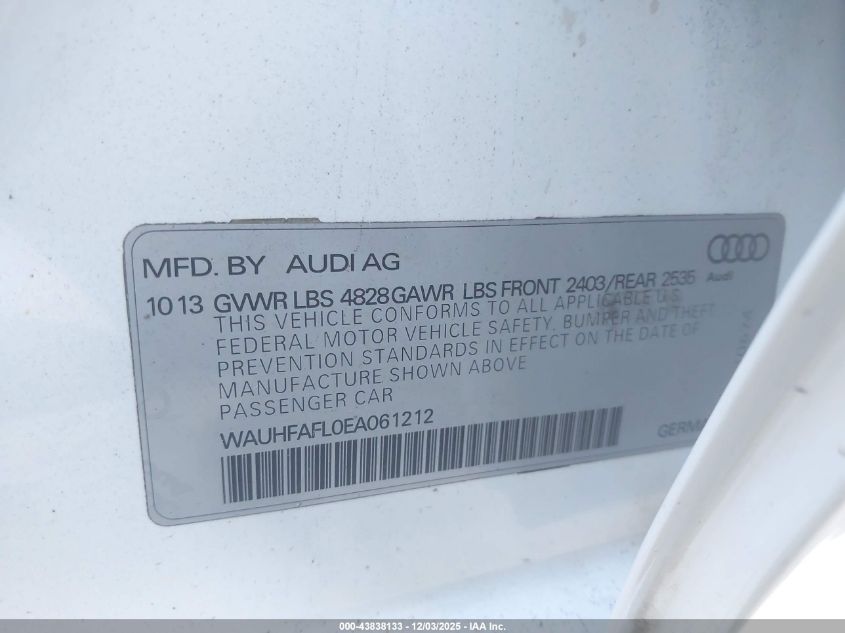 MFD. BY AUDI AG
Audi
10 13 GVWR LBS 4828 GAWR LBS FRONT 2403/REAR 2535
THIS VEHICLE CONFORMS TO ALL APPLICABLE U.S.
FEDERAL MOTOR VEHICLE SAFETY, BUMPER AND THEFT
PREVENTION STANDARDS IN EFFECT ON THE DATE OF
MANUFACTURE SHOWN ABOVE
PASSENGER CAR
WAUHFAFL0EA061212
GERM
000-43838133 - 12/03/2025 - IAA Inc.